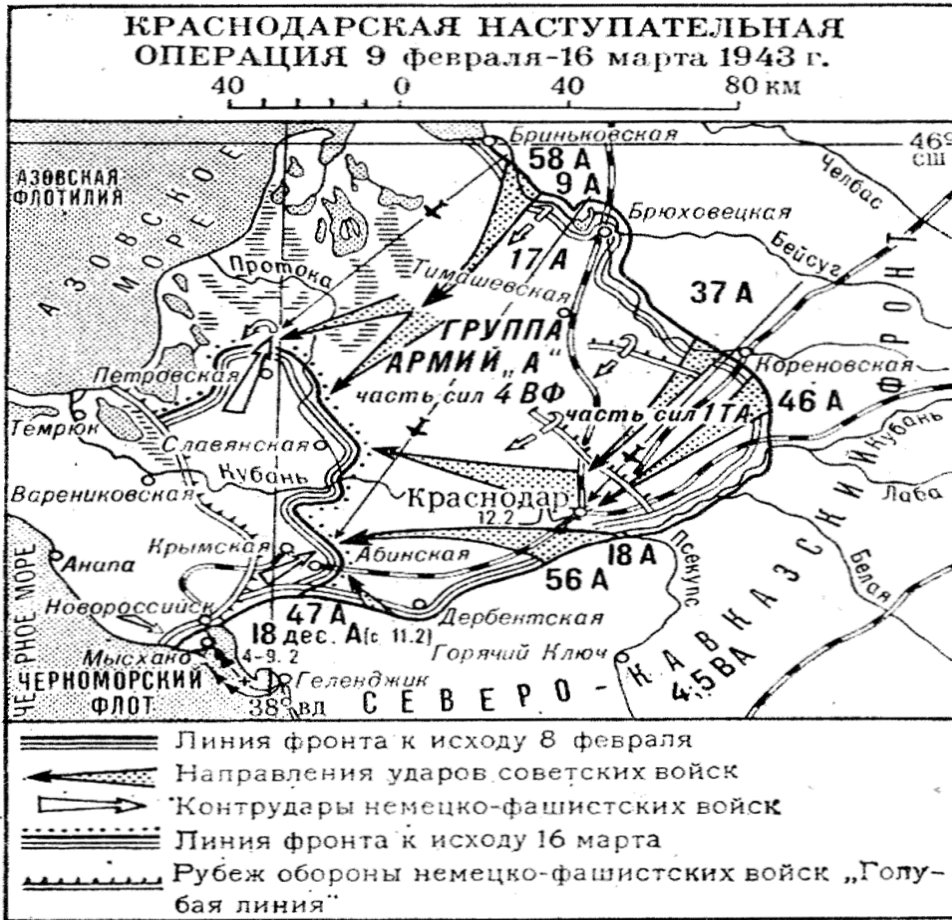 КРАСНОДАРСКАЯ НАСТУПАТЕЛЬНАЯ
ОПЕРАЦИЯ 9 февраля-16 марта 1943 г.
40 0 40 80 км
Бриньковская
46°
сш
58 А
9 А
Челбас
АЗОВСКАЯ
ФЛОТИЛИЯ
АЗОВСКОЕ
МОРЕ
Брюховецкая
Бейсуг
Протока
17 А
Тимашевская
37 А
ГРУППА
АРМИЙ „А"
Кореновская
Петровская
часть сил 4 ВФ
часть сил 1 ТА
46 А
Темрюк
Славянская
Кубань
Кубань
Лаба
Варениковская
Краснодар
12.2
Крымская
Абинская
18 А
Псекупс
Анапа
56 А
Белая
ЧЕРНОЕ МОРЕ
Новороссийск
47 А
18 дес. А (с 11.2)
Дербентская
Мысхако
4-9.2
Горячий Ключ
ЧЕРНОМОРСКИЙ
ФЛОТ
Геленджик
38° вд
СЕВЕРО-КАВКАЗСКИЙ ФРОНТ
4,5 ВА
Линия фронта к исходу 8 февраля
Направления ударов советских войск
Контрудары немецко-фашистских войск
Линия фронта к исходу 16 марта
Рубеж обороны немецко-фашистских войск „Голу-
бая линия"